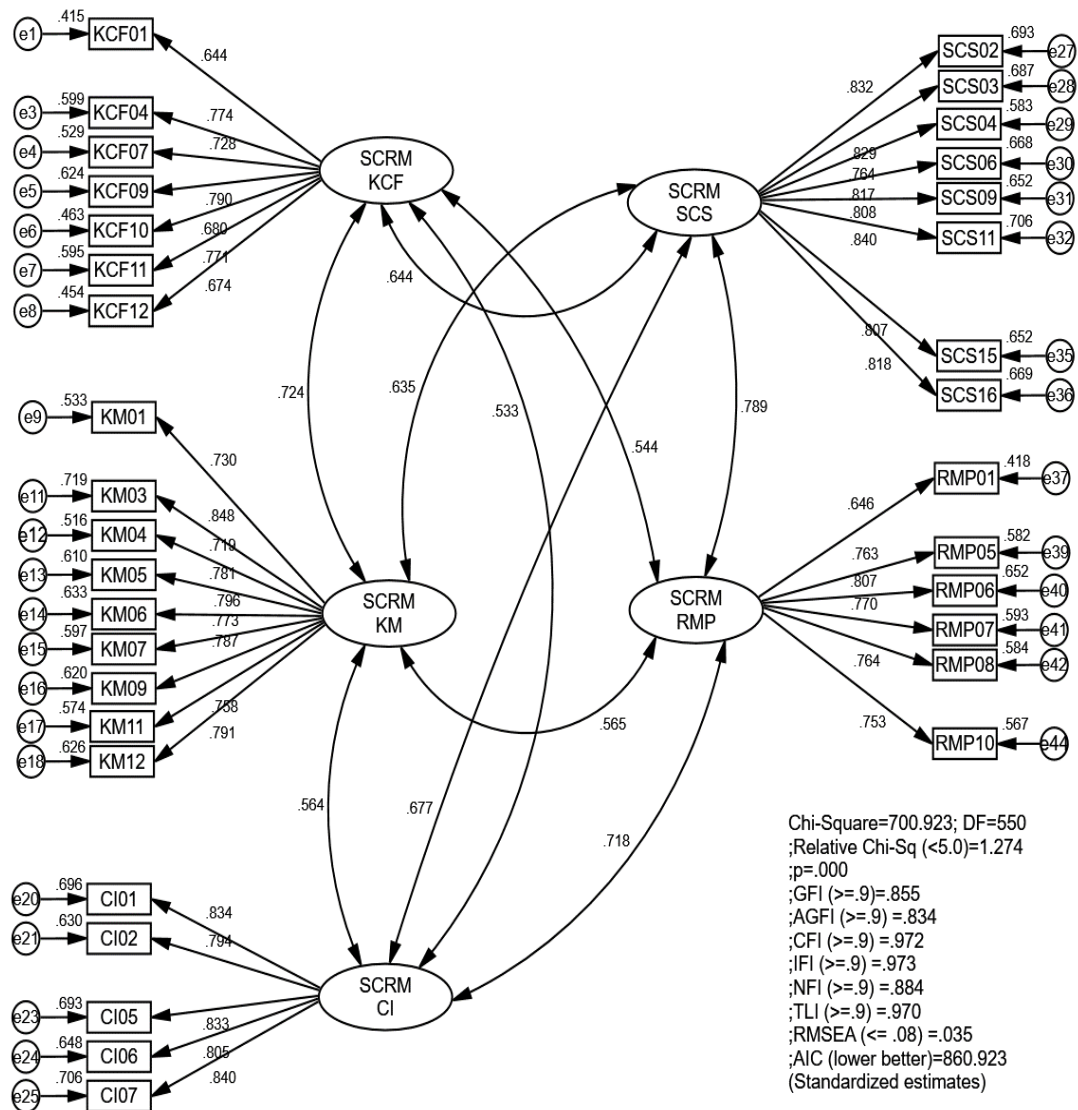 .415
e1
KCF01
.644
.599
e3
KCF04
.774
.529
e4
KCF07
.728
.624
e5
KCF09
.790
.463
e6
KCF10
.680
.595
e7
KCF11
.771
.454
e8
KCF12
.674
SCRM
KCF
SCRM
SCS
.693
SCS02
e27
.832
.687
SCS03
e28
.583
SCS04
e29
.829
.668
SCS06
e30
.764
.652
SCS09
e31
.817
.706
SCS11
e32
.808
.840
.652
SCS15
e35
.807
.669
SCS16
e36
.818
.644
.724
.635
.533
.544
.789
.533
e9
KM01
.730
.719
e11
KM03
.848
.516
e12
KM04
.719
.610
e13
KM05
.781
.633
e14
KM06
.796
.597
e15
KM07
.773
.787
.620
e16
KM09
.574
e17
KM11
.758
.626
e18
KM12
.791
SCRM
KM
SCRM
RMP
.418
RMP01
e37
.646
.582
RMP05
e39
.763
.652
RMP06
e40
.807
.593
RMP07
e41
.770
.584
RMP08
e42
.764
.567
RMP10
e44
.753
.565
.564
.677
.718
.696
e20
CI01
.834
.630
e21
CI02
.794
.693
e23
CI05
.833
.648
e24
CI06
.805
.706
e25
CI07
.840
SCRM
CI
Chi-Square=700.923; DF=550
;Relative Chi-Sq (<5.0)=1.274
;p=.000
;GFI (>=.9)=.855
;AGFI (>=.9) =.834
;CFI (>=.9) =.972
;IFI (>=.9) =.973
;NFI (>=.9) =.884
;TLI (>=.9) =.970
;RMSEA (<= .08) =.035
;AIC (lower better)=860.923
(Standardized estimates)